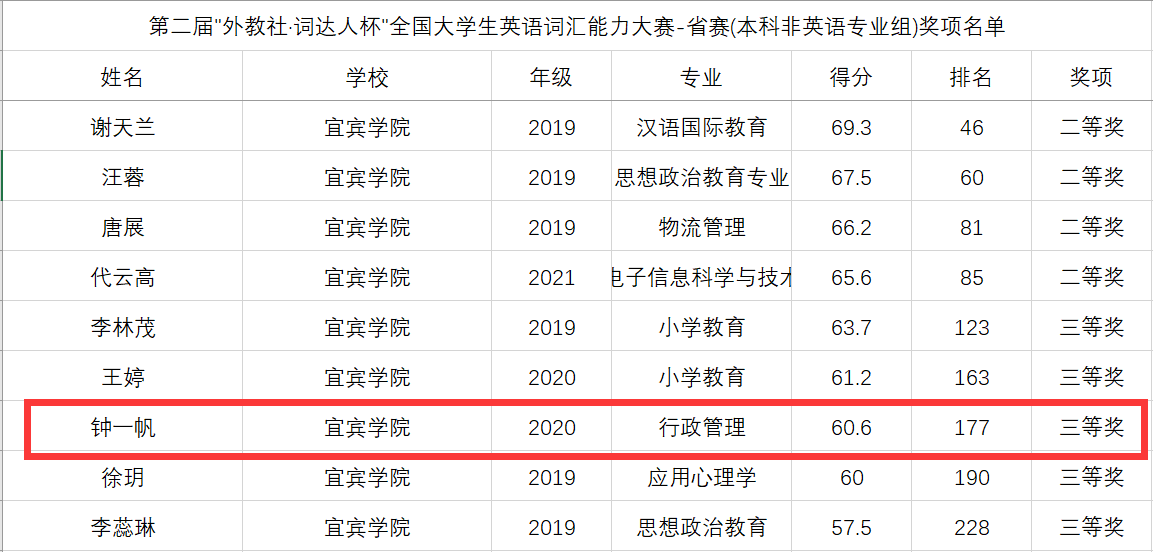 第二届"外教社·词达人杯"全国大学生英语词汇能力大赛-省赛(本科非英语专业组)奖项名单
姓名 学校 年级 专业 得分 排名 奖项
谢天兰 宜宾学院 2019 汉语国际教育 69.3 46 二等奖
汪蓉 宜宾学院 2019 思想政治教育专业 67.5 60 二等奖
唐展 宜宾学院 2019 物流管理 66.2 81 二等奖
代云高 宜宾学院 2021 电子信息科学与技术 65.6 85 二等奖
李林茂 宜宾学院 2019 小学教育 63.7 123 三等奖
王婷 宜宾学院 2020 小学教育 61.2 163 三等奖
钟一帆 宜宾学院 2020 行政管理 60.6 177 三等奖
徐玥 宜宾学院 2019 应用心理学 60 190 三等奖
李蕊琳 宜宾学院 2019 思想政治教育 57.5 228 三等奖